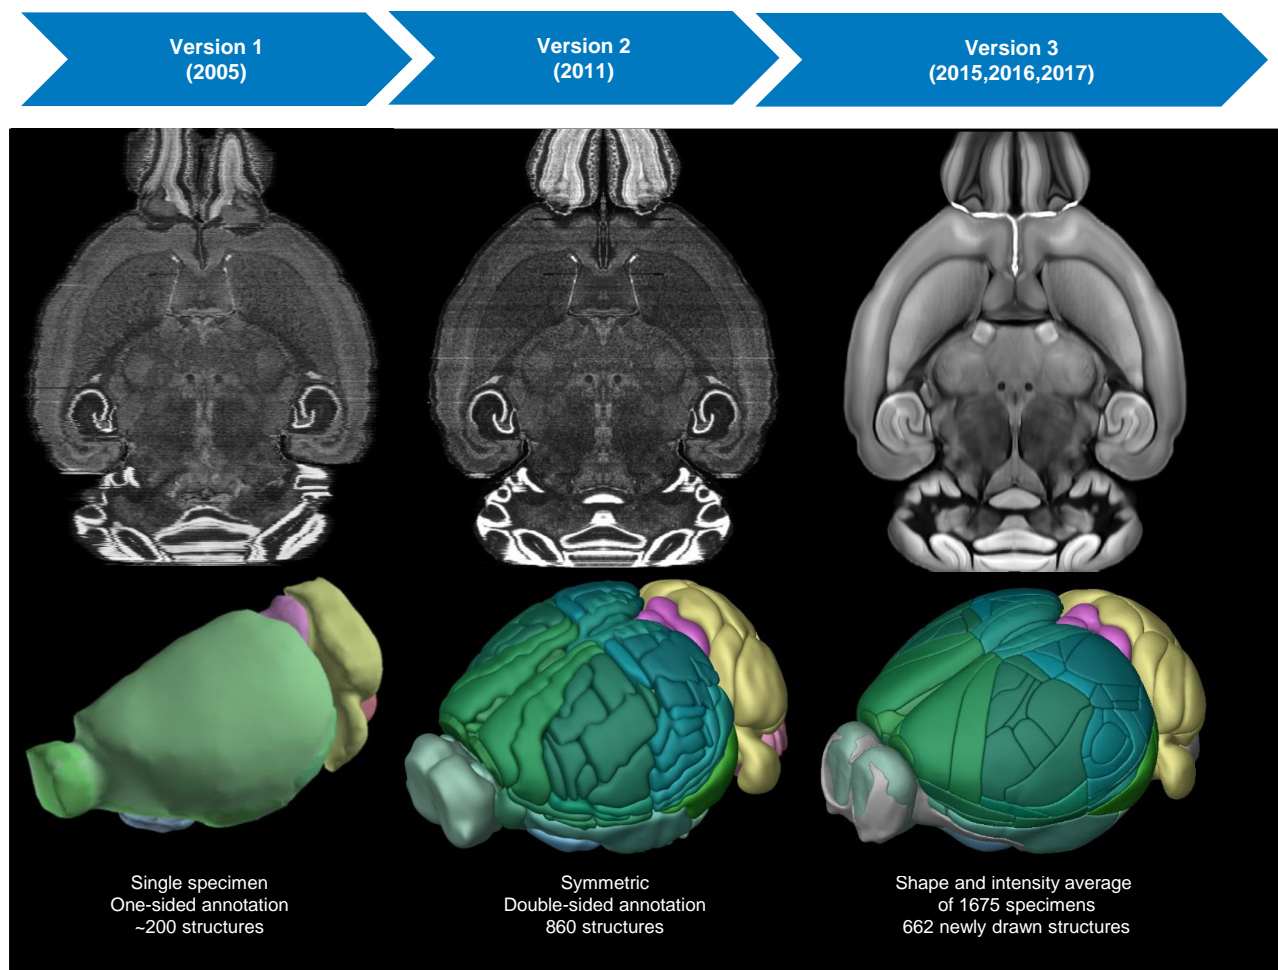 Version 1
(2005)
Version 2
(2011)
Version 3
(2015,2016,2017)
Single specimen
One-sided annotation
~200 structures
Symmetric
Double-sided annotation
860 structures
Shape and intensity average
of 1675 specimens
662 newly drawn structures